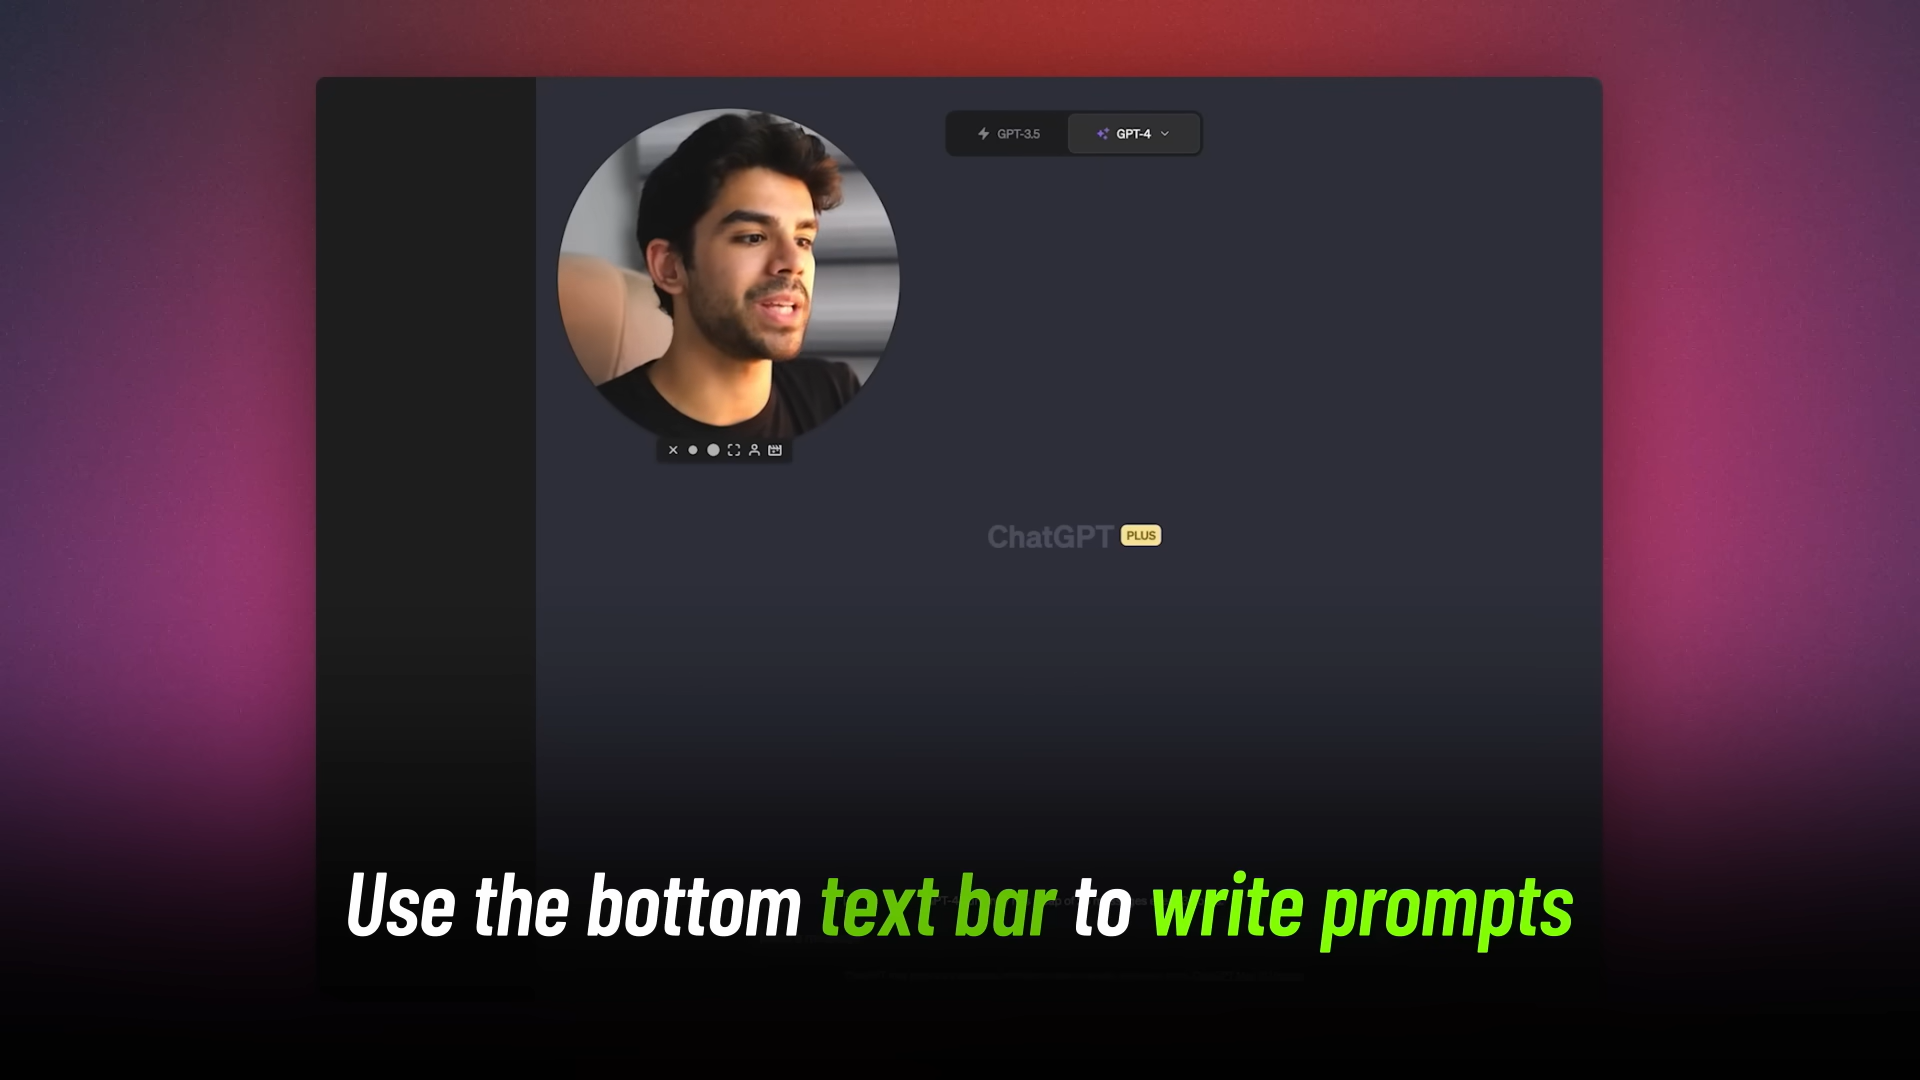 GPT-3.5
GPT-4
ChatGPT PLUS
Use the bottom text bar to write prompts